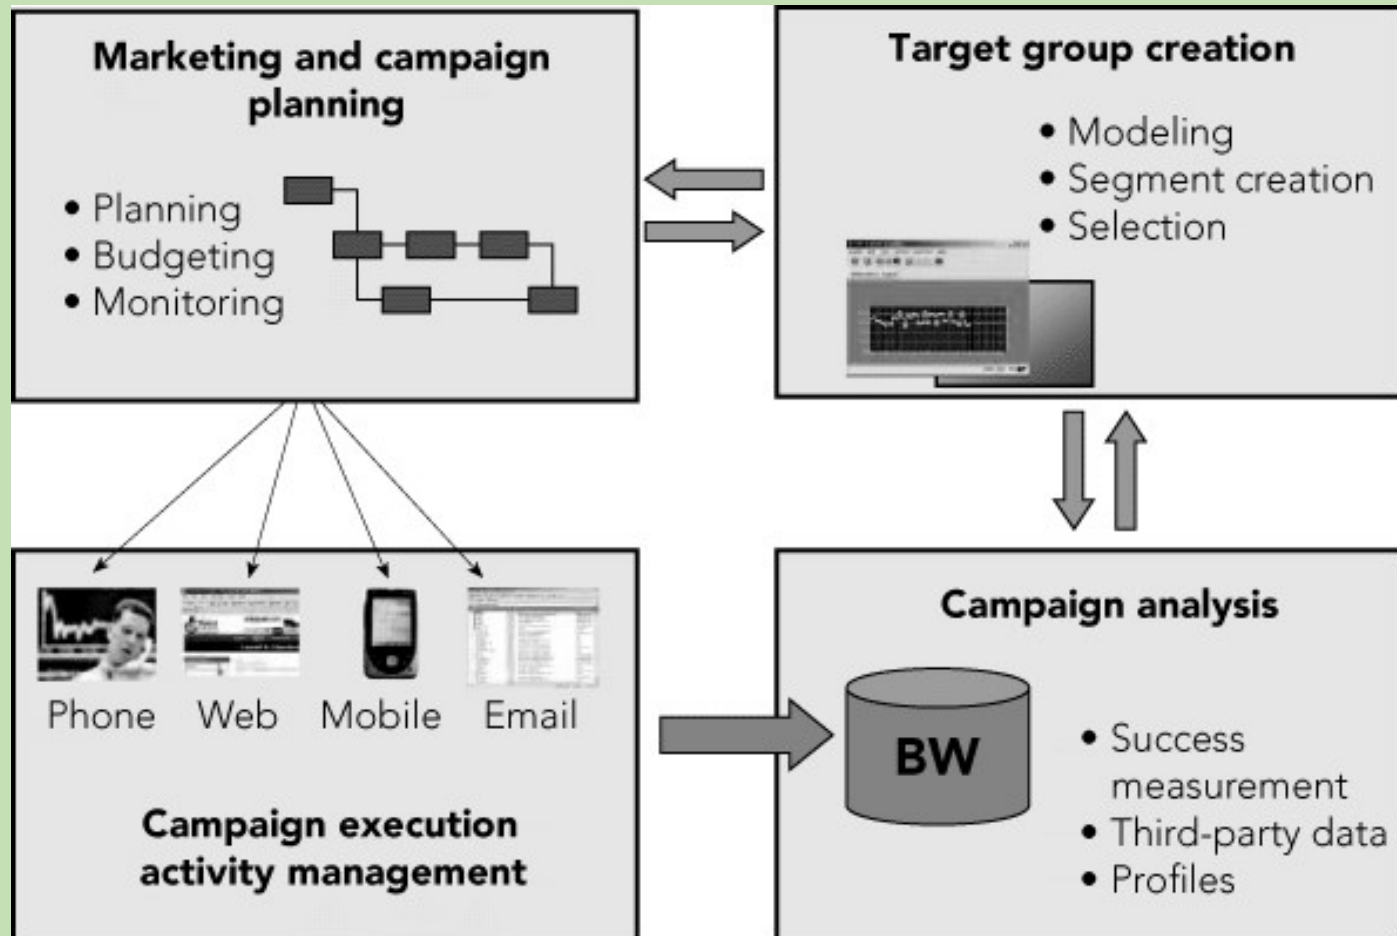 Marketing and campaign
planning
• Planning
• Budgeting
• Monitoring
Target group creation
• Modeling
• Segment creation
• Selection
Phone Web Mobile Email
Campaign execution
activity management
Campaign analysis
BW
• Success
measurement
• Third-party data
• Profiles